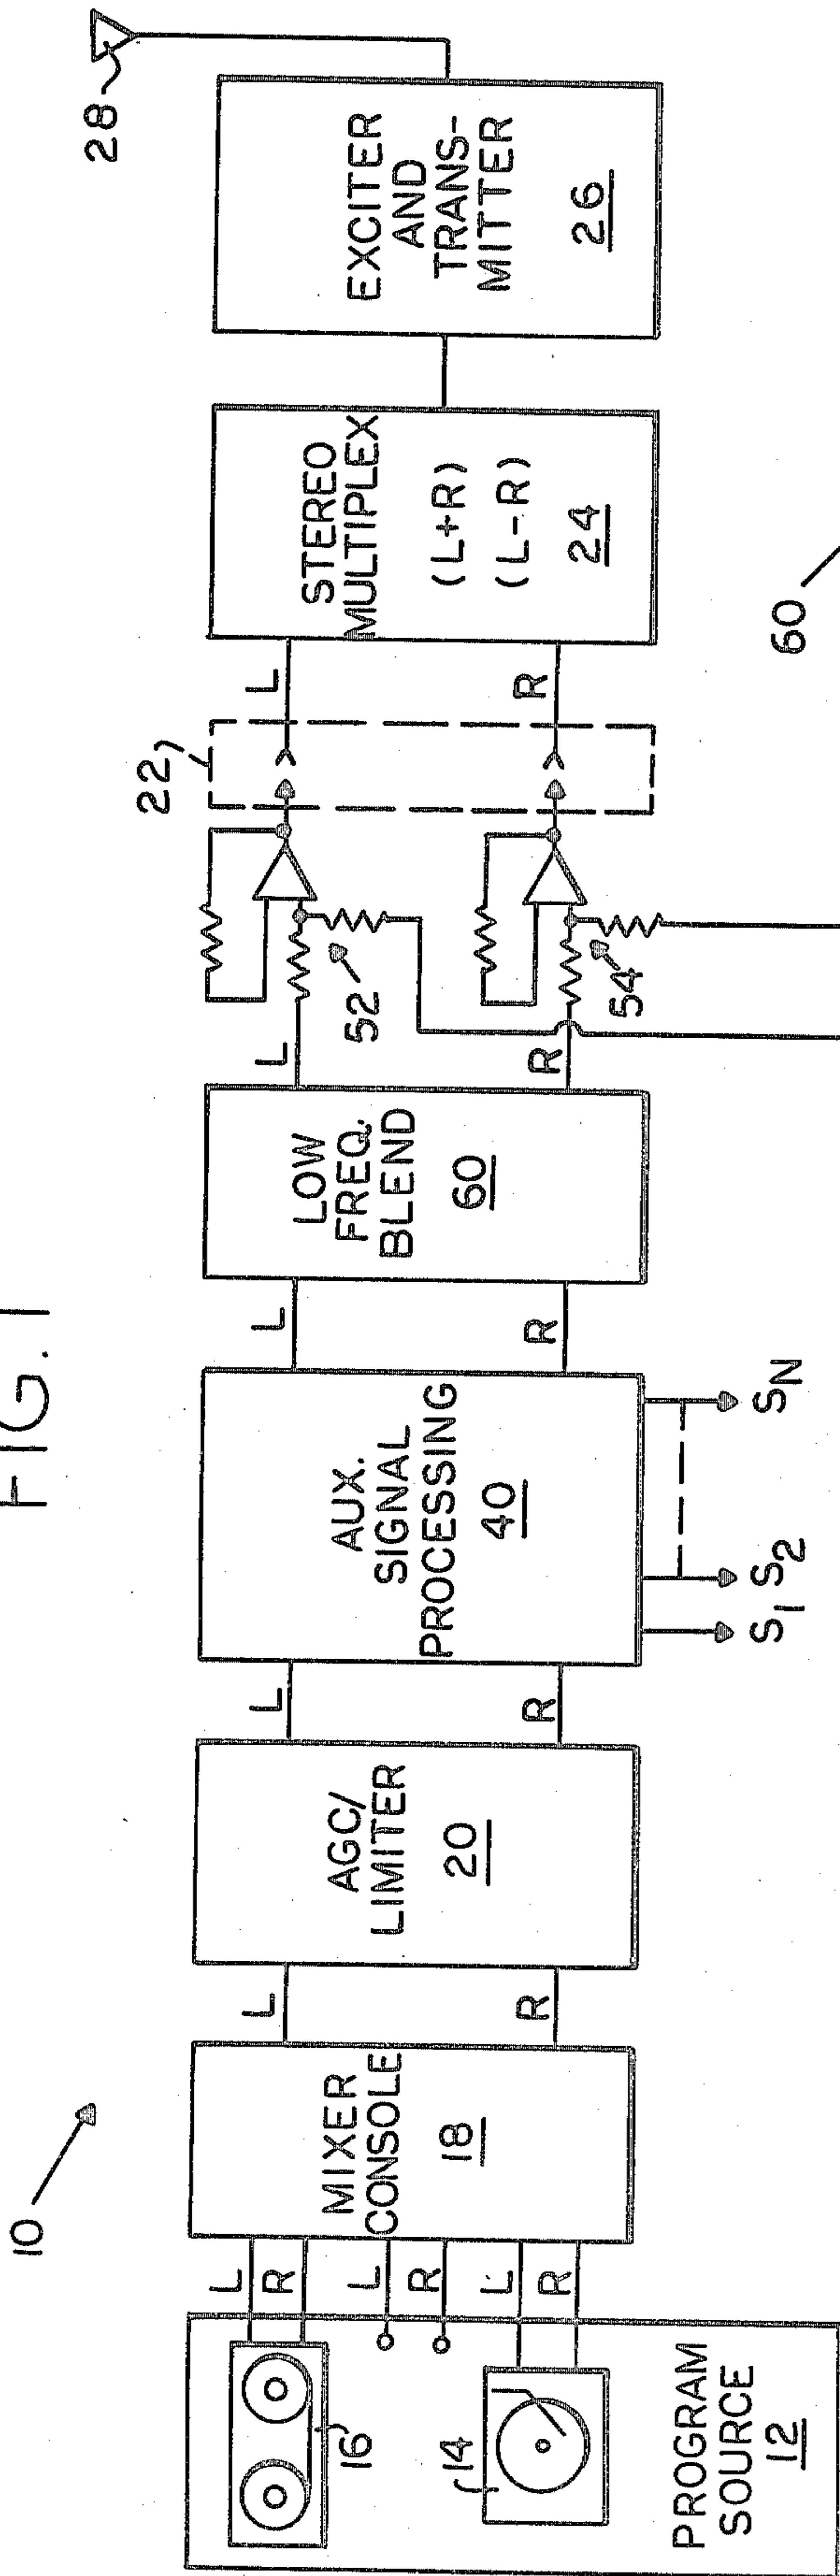 FIG. 1
10
PROGRAM
SOURCE
12
16
14
L
R
L
R
L
R
MIXER
CONSOLE
18
L
R
AGC/
LIMITER
20
L
R
AUX.
SIGNAL
PROCESSING
40
S1
S2
SN
L
R
LOW
FREQ.
BLEND
60
L
R
52
54
22
L
R
STEREO
MULTIPLEX
(L+R)
(L-R)
24
EXCITER
AND
TRANS-
MITTER
26
28
60